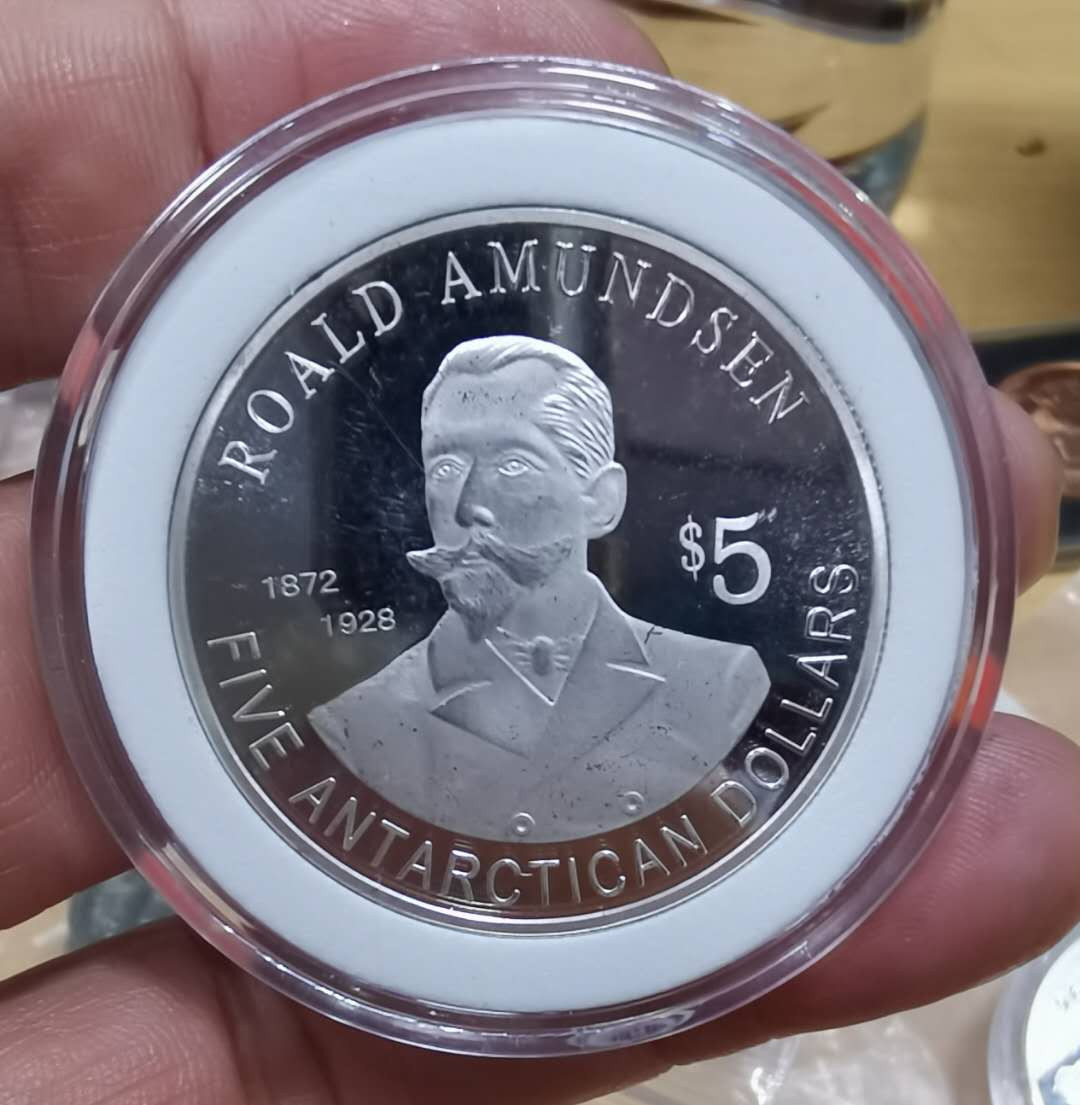 ROALD AMUNDSEN
$5
1872
1928
FIVE ANTARCTICAN DOLLARS